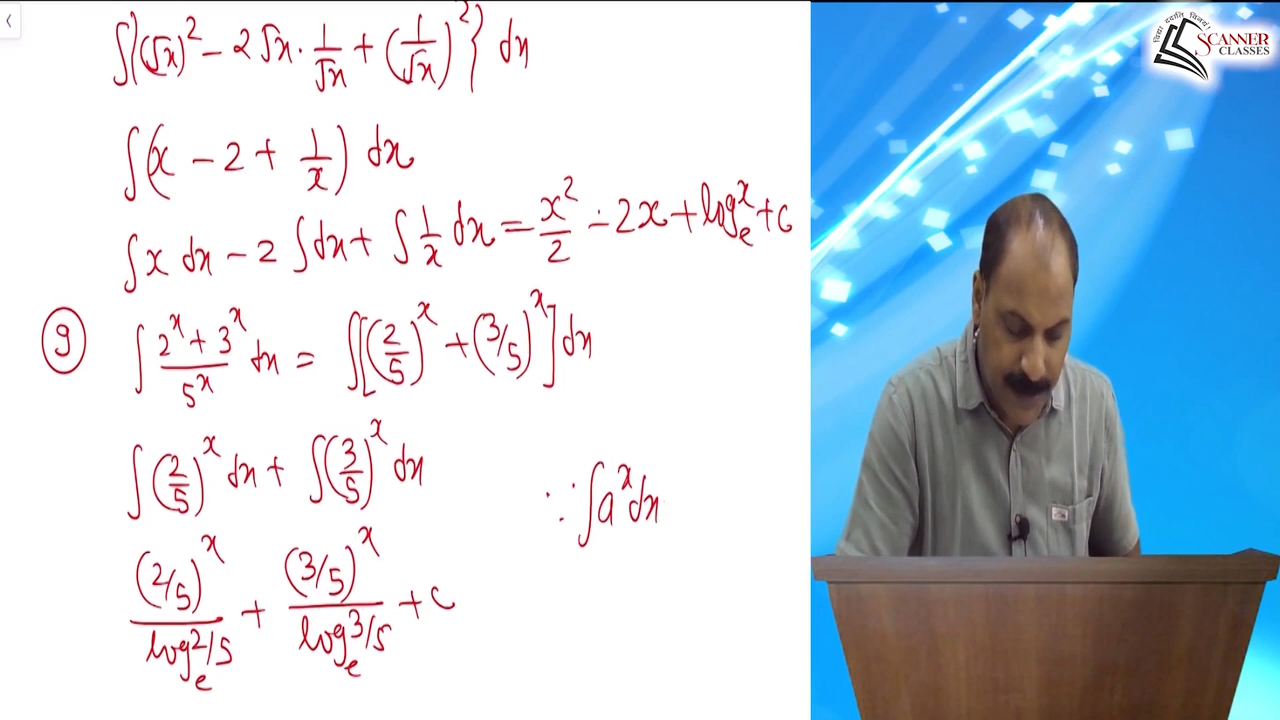 ∫{(√x)² − 2√x · 1/√x + (1/√x)²} dx
∫(x − 2 + 1/x) dx
∫x dx − 2∫dx + ∫1/x dx = x²/2 − 2x + logₑx + c
⑨ ∫ (2ˣ + 3ˣ)/5ˣ dx = ∫[(2/5)ˣ + (3/5)ˣ] dx
∫(2/5)ˣ dx + ∫(3/5)ˣ dx
∵ ∫aˣ dx
(2/5)ˣ/logₑ2/5 + (3/5)ˣ/logₑ3/5 + c
विद्या ददाति विनयं!
SCANNER
CLASSES